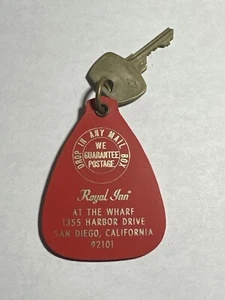 DROP IN ANY MAIL BOX
WE
GUARANTEE
POSTAGE
Royal Inn
AT THE WHARF
1355 HARBOR DRIVE
SAN DIEGO, CALIFORNIA
92101